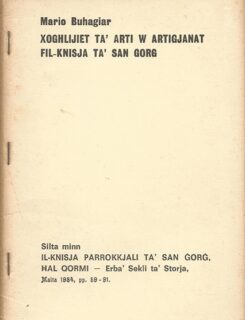 Mario Buhagiar
XOGHLIJIET TA' ARTI W ARTIGJANAT
FIL-KNISJA TA' SAN GORG
Silta minn
IL-KNISJA PARROKKJALI TA' SAN ĠORĠ,
HAL QORMI — Erba' Sekli ta' Storja,
Malta 1984, pp. 59-91.